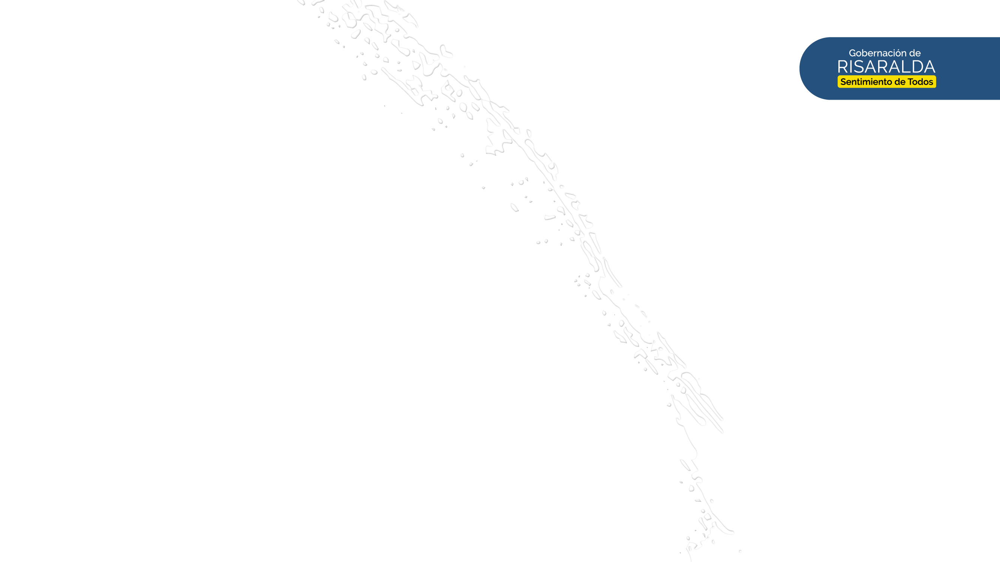 Gobernación de
RISARALDA
Sentimiento de Todos